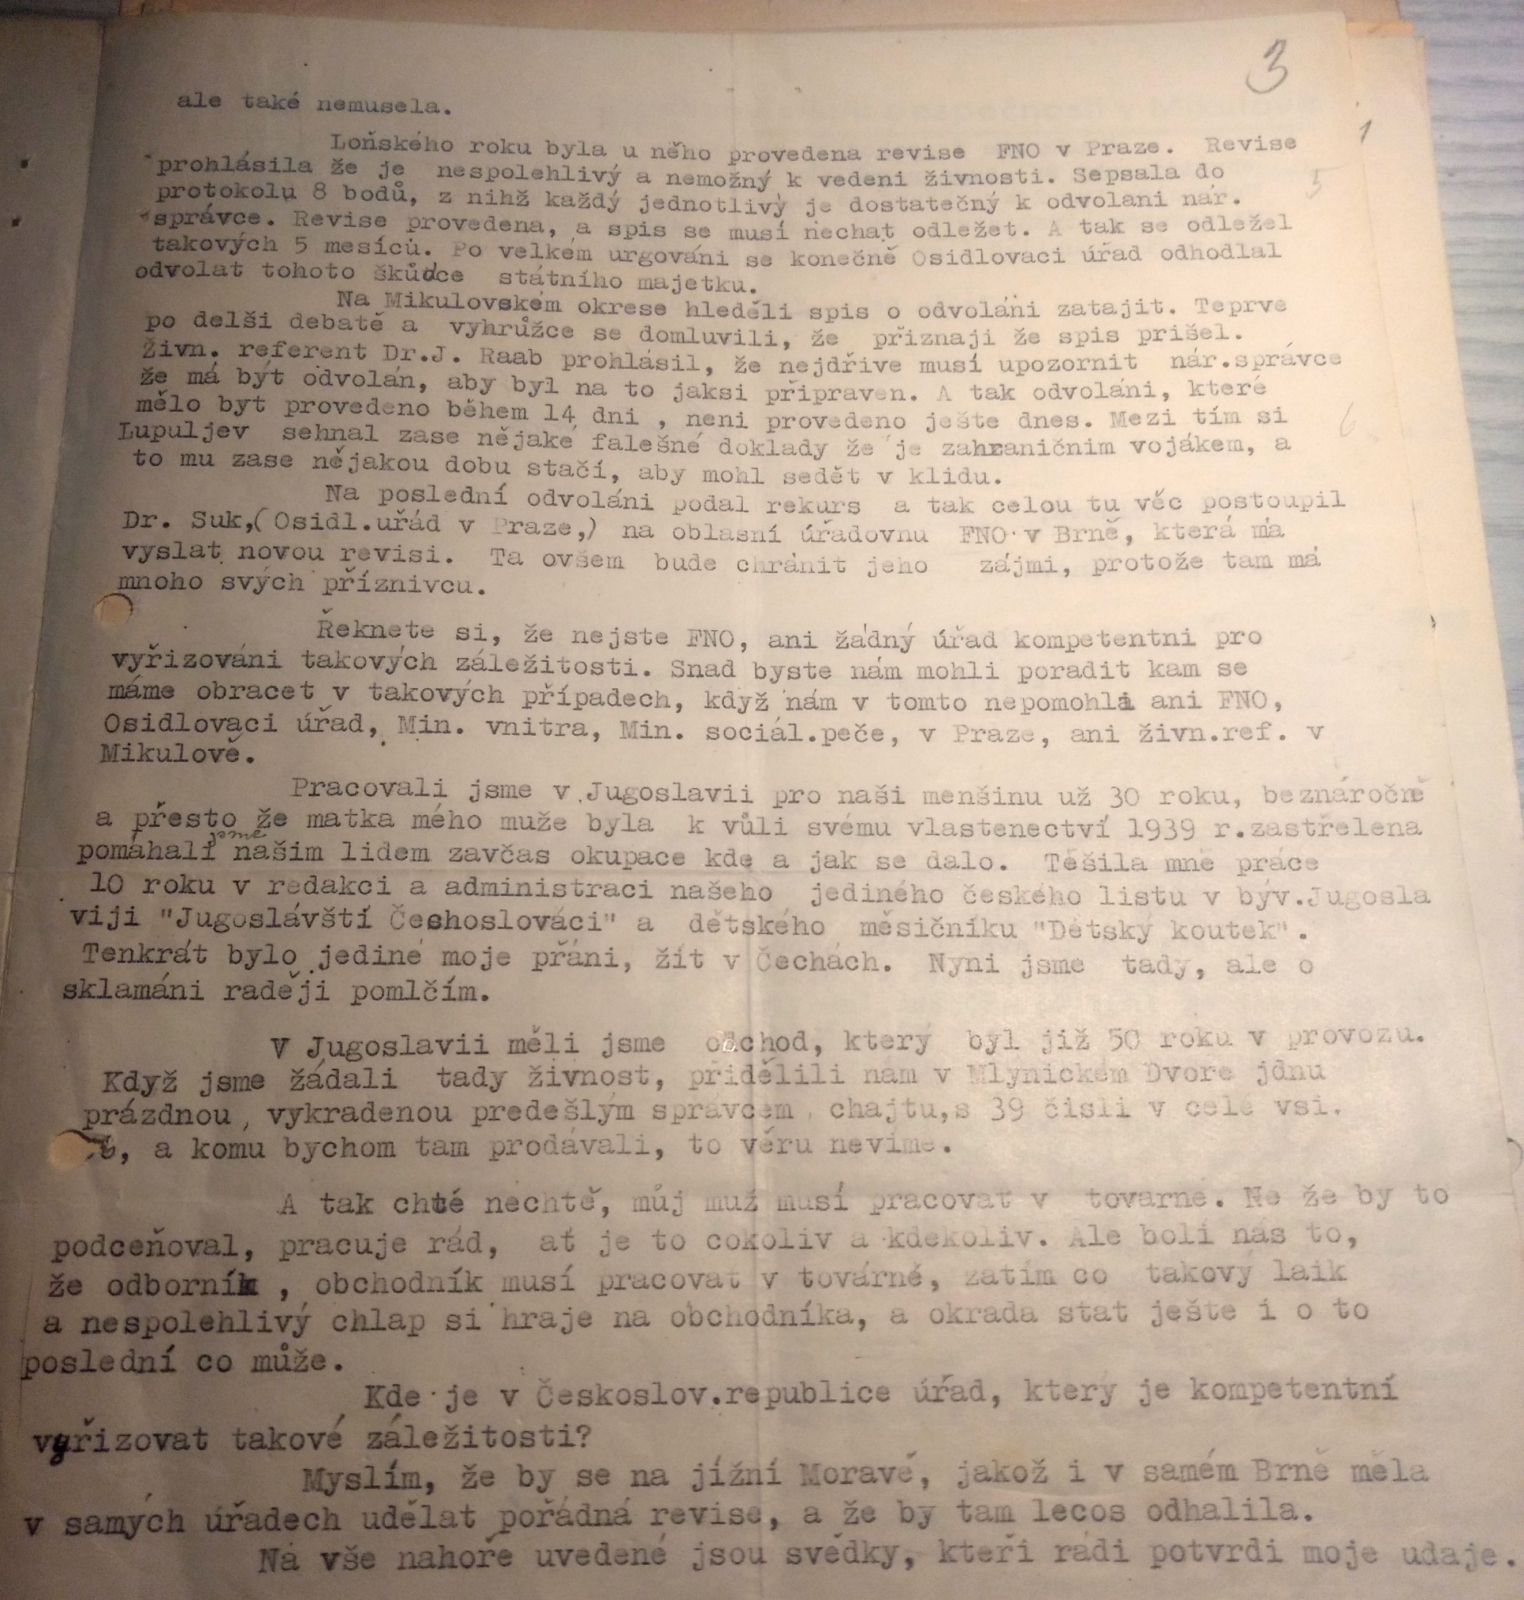 3
ale také nemusela.
Loňského roku byla u něho provedena revise FNO v Praze. Revise
prohlásila že je nespolehlivý a nemožný k vedeni živnosti. Sepsala do
protokolu 8 bodů, z nihž každý jednotlivý je dostatečný k odvolani nár.
správce. Revise provedena, a spis se musí nechat odležet. A tak se odležel
takových 5 mesíců. Po velkém urgováni se konečně Osidlovaci úřad odhodlal
odvolat tohoto škůdce státního majetku.
Na Mikulovském okrese hleděli spis o odvoláni zatajit. Teprve
po delši debatě a vyhrůžce se domluvili, že přiznaji že spis prišel.
Živn. referent Dr.J. Raab prohlásil, že nejdřive musí upozornit nár.správce
že má být odvolán, aby byl na to jaksi připraven. A tak odvoláni, které
mělo byt provedeno během 14 dni , neni provedeno ješte dnes. Mezi tím si
Lupuljev sehnal zase nějaké falešné doklady že je zahraničnim vojákem, a
to mu zase nějakou dobu stačí, aby mohl sedět v klidu.
Na poslední odvoláni podal rekurs a tak celou tu věc postoupil
Dr. Suk,(Osidl.uřád v Praze,) na oblasní úřadovnu FNO v Brně, která má
vyslat novou revisi. Ta ovšem bude chránit jeho zájmi, protože tam má
mnoho svých příznivcu.
Řeknete si, že nejste FNO, ani žádný úřad kompetentni pro
vyřizováni takových záležitosti. Snad byste nám mohli poradit kam se
máme obracet v takových případech, když nám v tomto nepomohli ani FNO,
Osidlovaci úřad, Min. vnitra, Min. sociál.peče, v Praze, ani živn.ref. v
Mikulově.
Pracovali jsme v Jugoslavii pro naši menšinu už 30 roku, beznáročně
a přesto že matka mého muže byla k vůli svému vlastenectví 1939 r.zastřelena
jsme
pomáhali našim lidem zavčas okupace kde a jak se dalo. Těšila mně práce
10 roku v redakci a administraci našeho jediného českého listu v býv.Jugosla
viji "Jugoslávští Čechoslováci" a dětského měsičníku "Dětský koutek".
Tenkrát bylo jediné moje přáni, žít v Čechách. Nyni jsme tady, ale o
sklamáni raději pomlčím.
V Jugoslavii měli jsme obchod, který byl již 50 roku v provozu.
Když jsme žádali tady živnost, přidělili nám v Mlynickém Dvoře jdnu
prázdnou, vykradenou predešlým správcem chajtu,s 39 čisli v celé vsi.
, a komu bychom tam prodávali, to věru nevíme.
A tak chtě nechtě, můj muž musí pracovat v tovarně. Ne že by to
podceňoval, pracuje rád, ať je to cokoliv a kdekoliv. Ale boli nás to,
že odborník , obchodník musí pracovat v továrně, zatím co takový laik
a nespolehlivý chlap si hraje na obchodníka, a okrada stat ješte i o to
poslední co může.
Kde je v Českoslov.republice úřad, který je kompetentní
vyřizovat takové záležitosti?
Myslím, že by se na jížní Moravě, jakož i v samém Brně měla
v samých úřadech udělat pořádná revise, a že by tam lecos odhalila.
Na vše nahoře uvedené jsou svědky, kteři rádi potvrdi moje udaje.